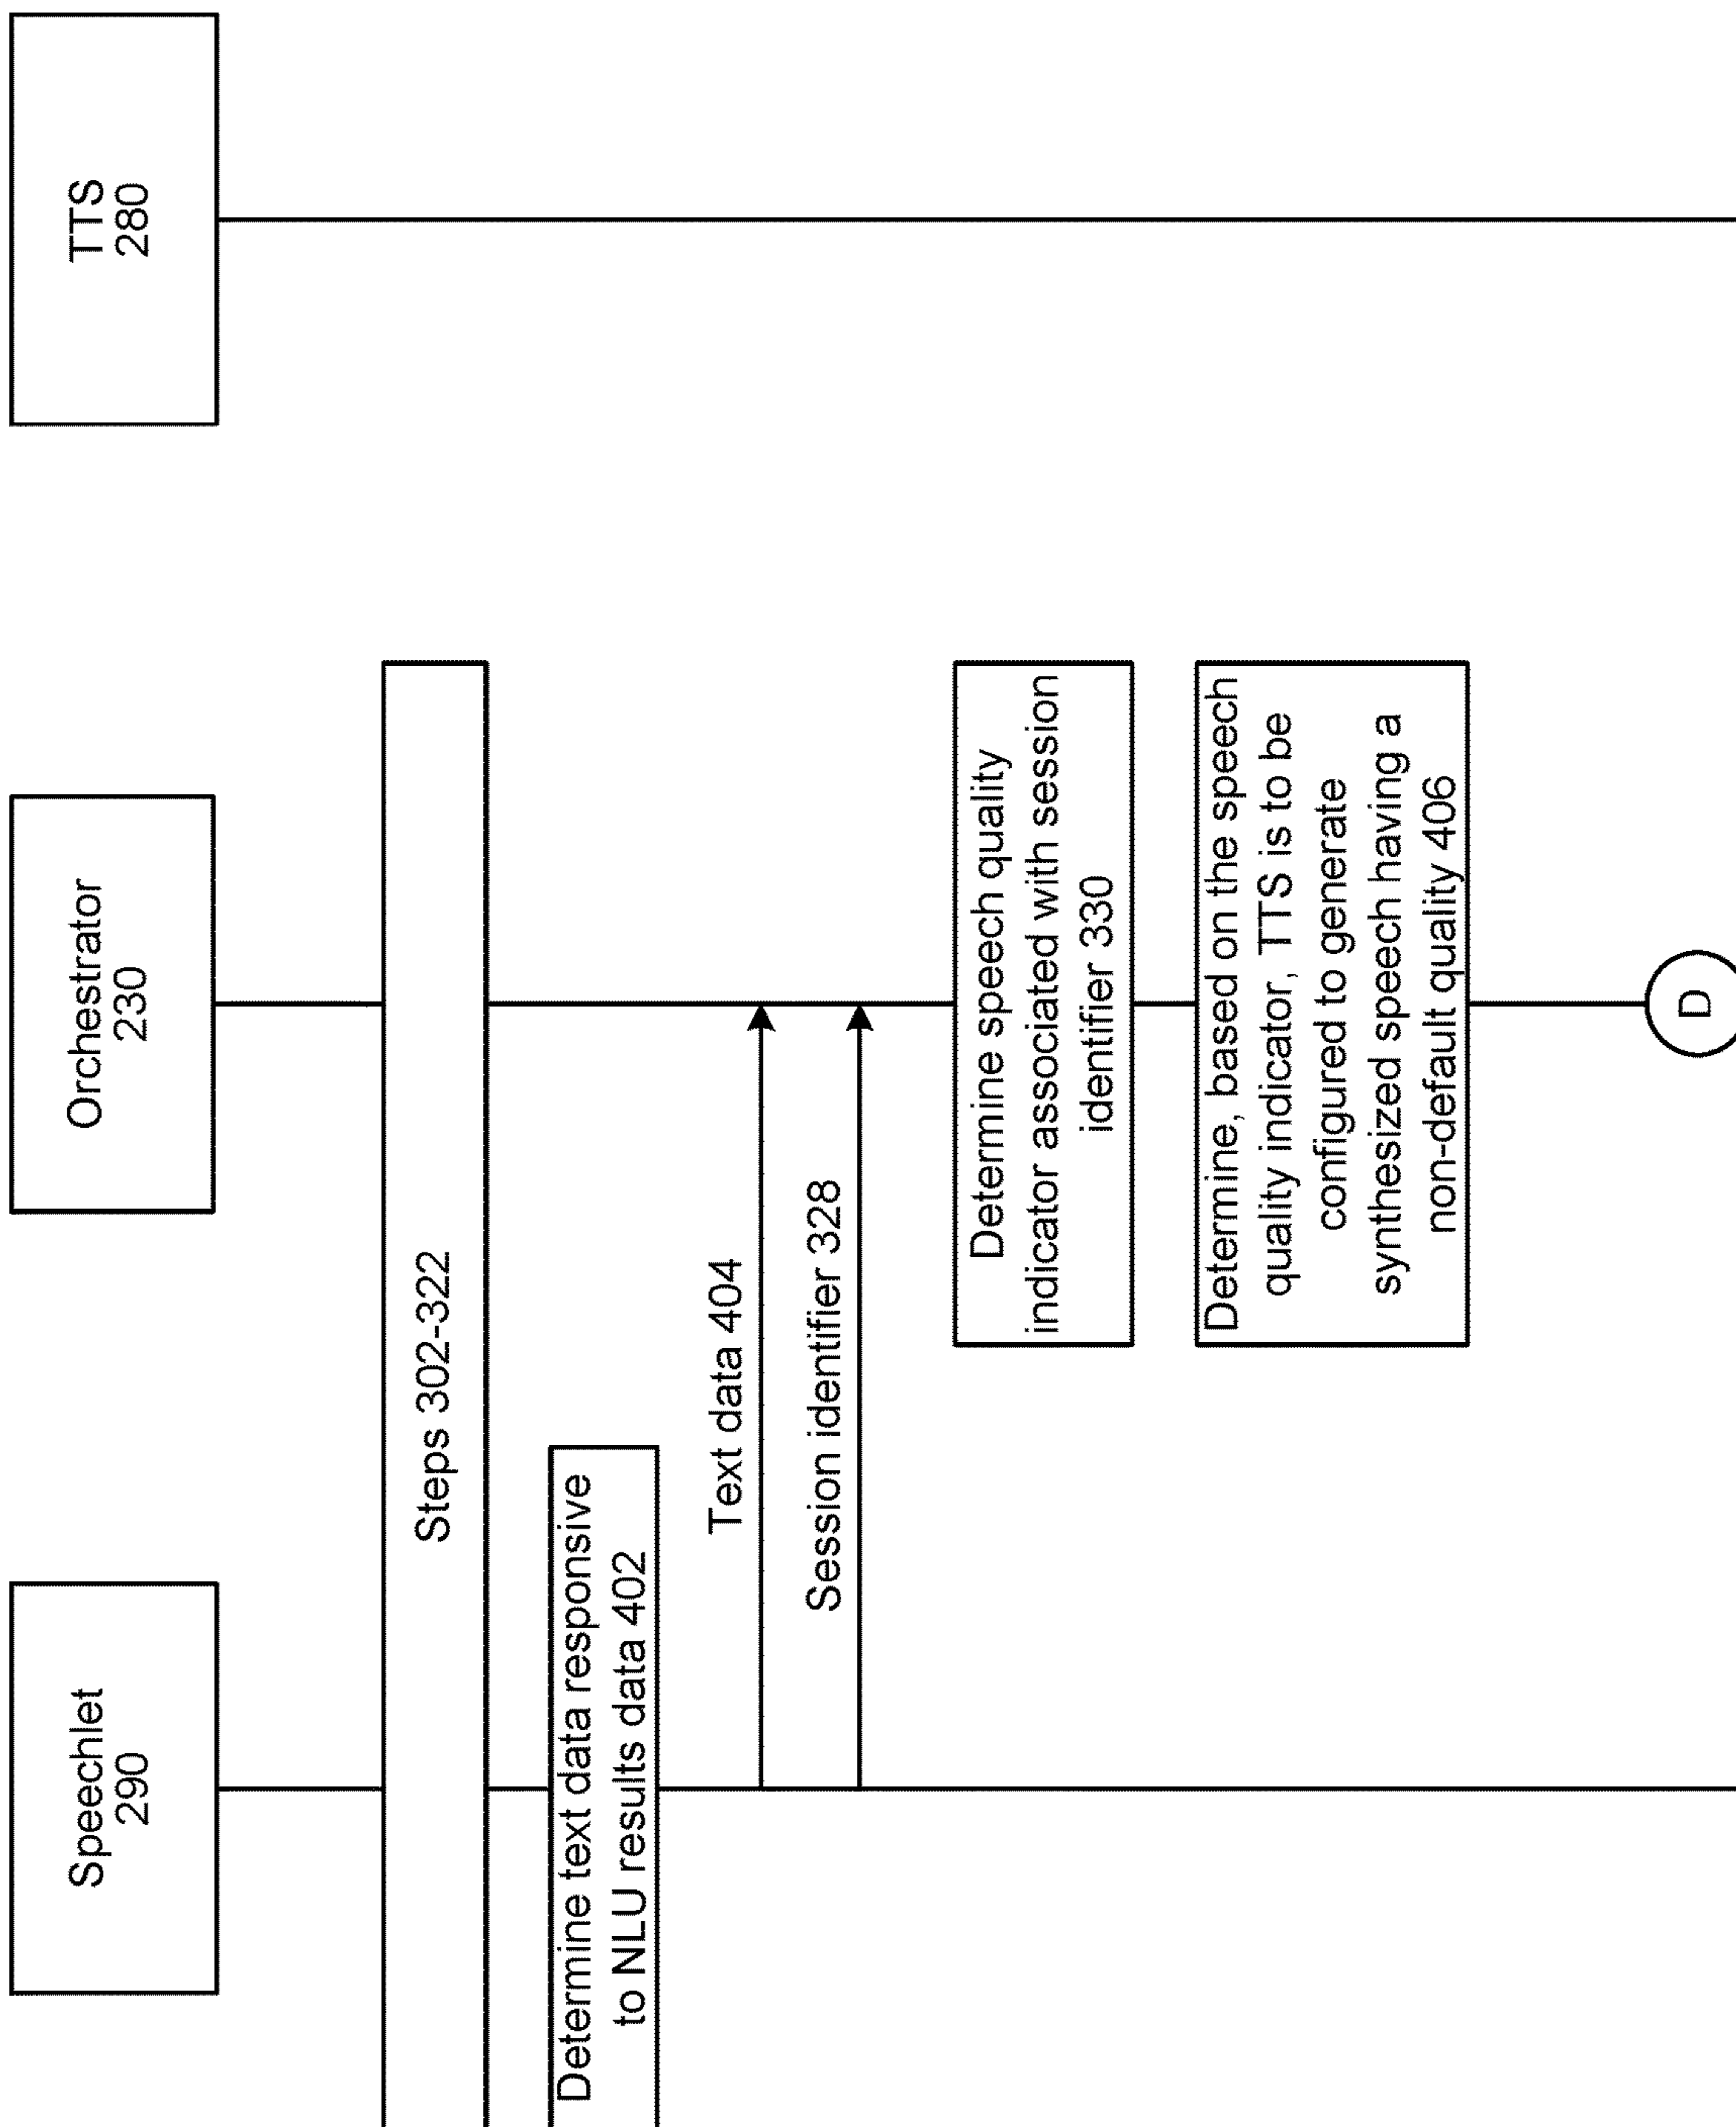 Speechlet
290
Orchestrator
230
TTS
280
Steps 302-322
Determine text data responsive
to NLU results data 402
Text data 404
Session identifier 328
Determine speech quality
indicator associated with session
identifier 330
Determine, based on the speech
quality indicator, TTS is to be
configured to generate
synthesized speech having a
non-default quality 406
D